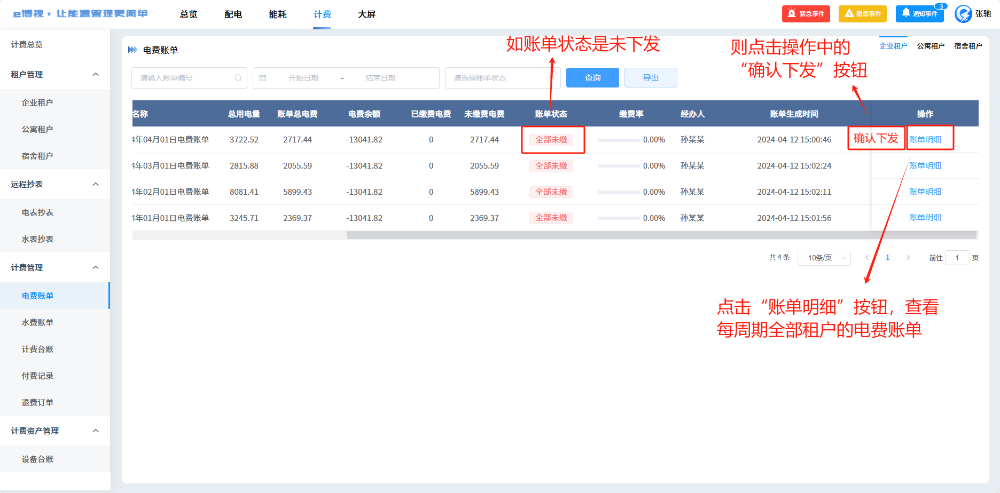 e博视，让能源管理更简单
总览 配电 能耗 计费 大屏
紧急事件 隐患事件 通知事件 3 张驰
计费总览
租户管理
企业租户
公寓租户
宿舍租户
远程抄表
电表抄表
水表抄表
计费管理
电费账单
水费账单
计费台账
付费记录
退费订单
计费资产管理
设备台账
电费账单
企业租户 公寓租户 宿舍租户
如账单状态是未下发
则点击操作中的
“确认下发”按钮
请输入账单编号 开始日期 - 结束日期 请选择账单状态 查询 导出
名称 总用电量 账单总电费 电费余额 已缴费电费 未缴费电费 账单状态 缴费率 经办人 账单生成时间 操作
4年04月01日电费账单 3722.52 2717.44 -13041.82 0 2717.44 全部未缴 0.00% 孙某某 2024-04-12 15:00:46 确认下发 账单明细
4年03月01日电费账单 2815.88 2055.59 -13041.82 0 2055.59 全部未缴 0.00% 孙某某 2024-04-12 15:02:24 账单明细
4年02月01日电费账单 8081.41 5899.43 -13041.82 0 5899.43 全部未缴 0.00% 孙某某 2024-04-12 15:02:11 账单明细
4年01月01日电费账单 3245.71 2369.37 -13041.82 0 2369.37 全部未缴 0.00% 孙某某 2024-04-12 15:01:56 账单明细
共 4 条 10条/页 1 前往 1 页
点击“账单明细”按钮，查看
每周期全部租户的电费账单